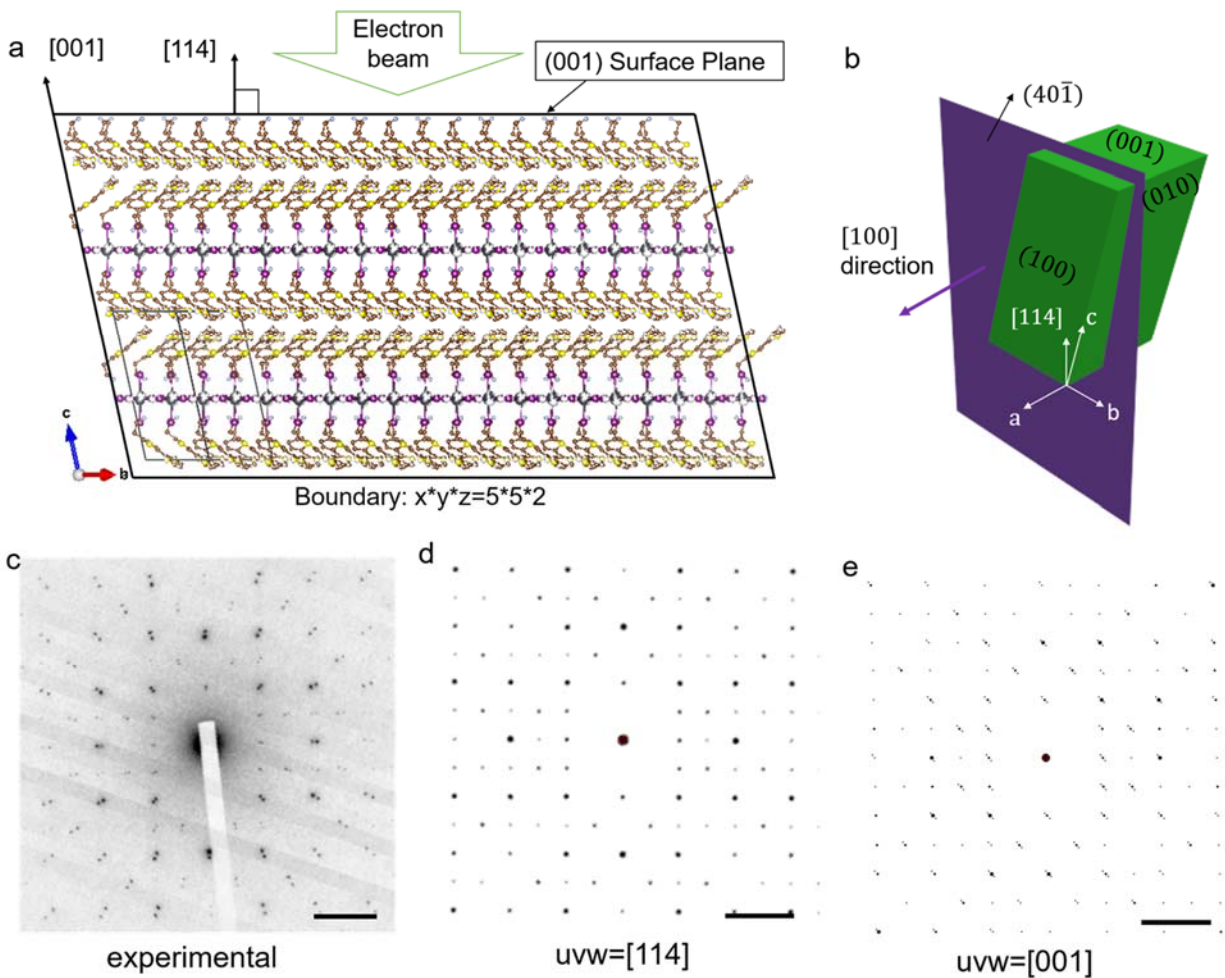 a
[001]
[114]
Electron
beam
(001) Surface Plane
c
Boundary: x*y*z=5*5*2
b
(401̄)
(001)
(010)
[100]
direction
(100)
[114]
c
a
b
c
experimental
d
uvw=[114]
e
uvw=[001]